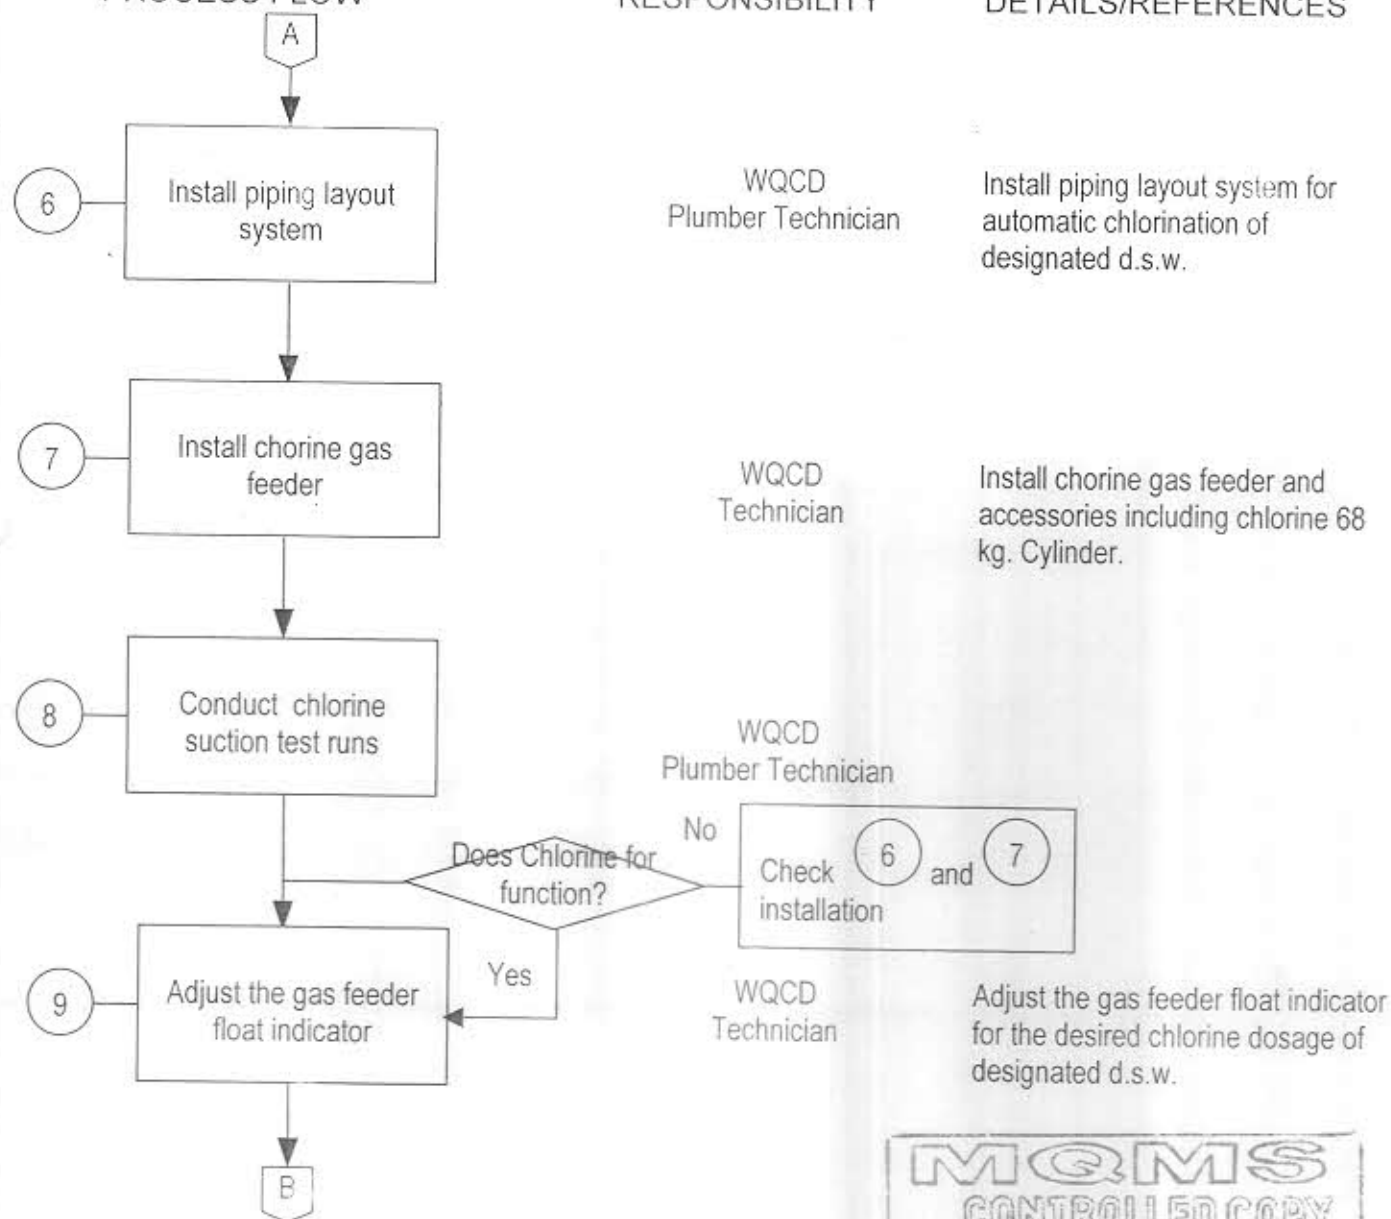 PROCESS FLOW
RESPONSIBILITY
DETAILS/REFERENCES
A
6
Install piping layout
system
WQCD
Plumber Technician
Install piping layout system for
automatic chlorination of
designated d.s.w.
7
Install chorine gas
feeder
WQCD
Technician
Install chorine gas feeder and
accessories including chlorine 68
kg. Cylinder.
8
Conduct chlorine
suction test runs
WQCD
Plumber Technician
Does Chlorine for
function?
No
Check 6 and 7
installation
Yes
9
Adjust the gas feeder
float indicator
WQCD
Technician
Adjust the gas feeder float indicator
for the desired chlorine dosage of
designated d.s.w.
B
MQMS
CONTROLLED COPY